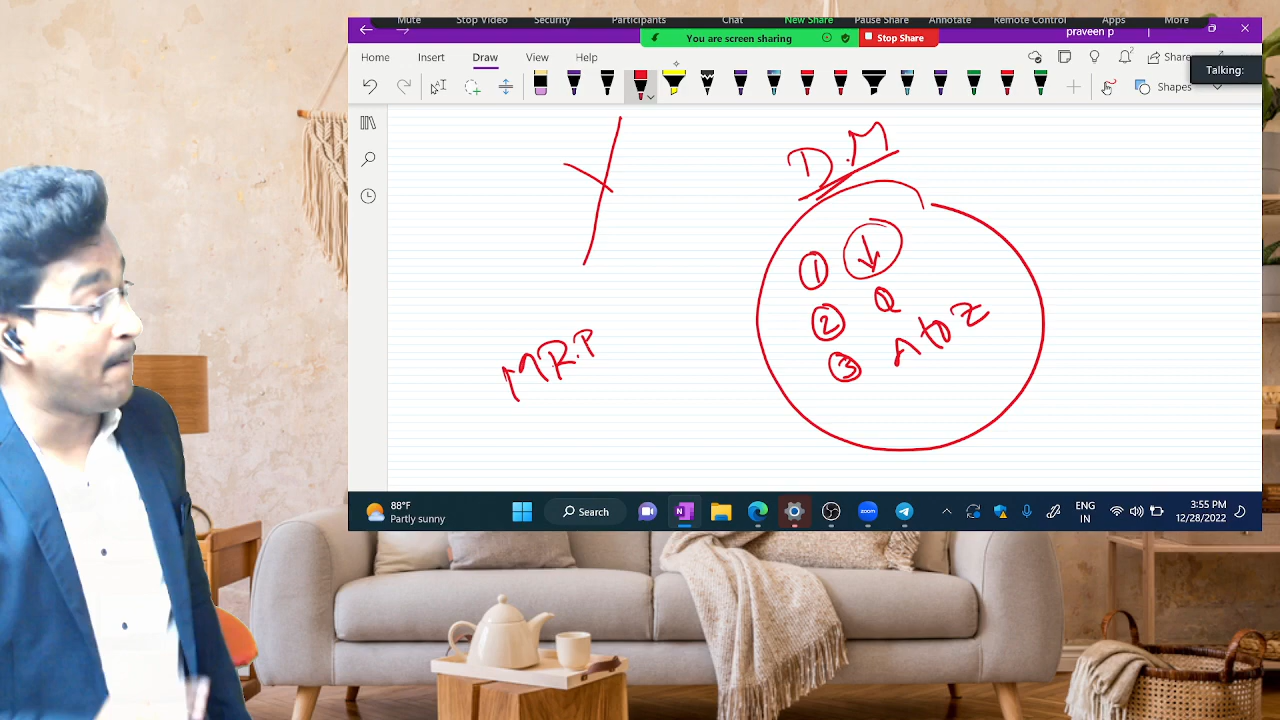 Mute Stop Video Security Participants Chat New Share Pause Share Annotate Remote Control Apps More
You are screen sharing Stop Share
praveen p
Home Insert Draw View Help
Share
Talking:
Shapes
D.M
Y
1
2 Q
3 A to Z
M.R.P
88°F
Partly sunny
Search
ENG
IN
3:55 PM
12/28/2022